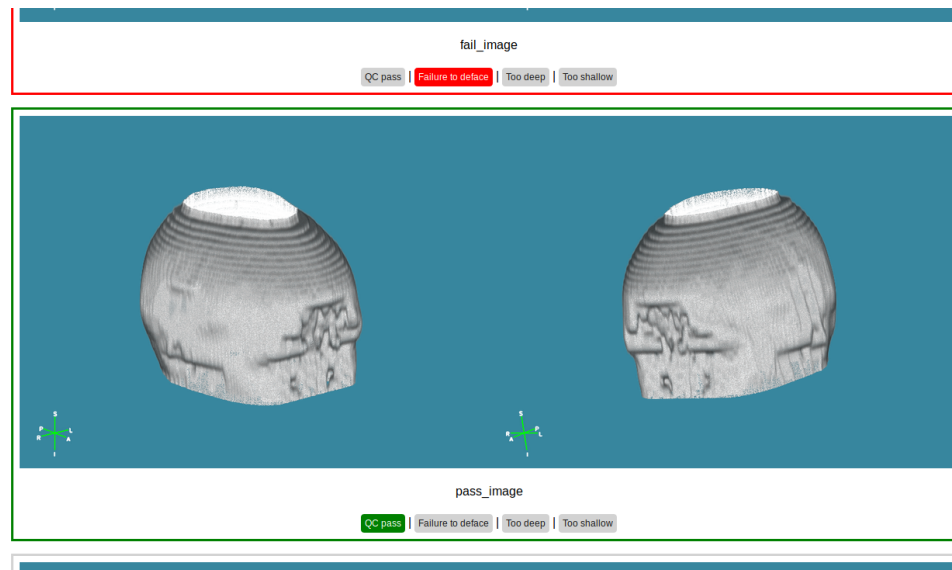 fail_image
QC pass | Failure to deface | Too deep | Too shallow
S
P L
R A
I
S
R P L
A
I
pass_image
QC pass | Failure to deface | Too deep | Too shallow